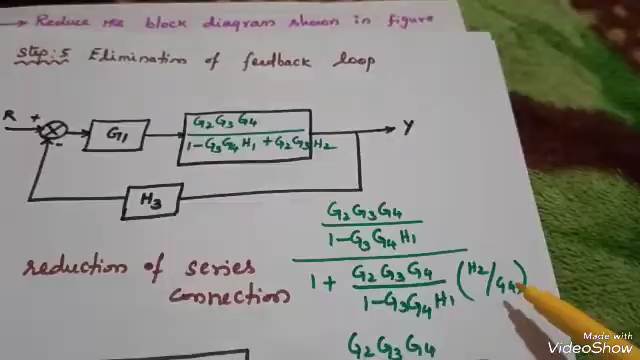 → Reduce the block diagram shown in figure
Step:5 Elimination of feedback loop
R + - G1 G2G3G4 / 1-G3G4H1+G2G3H2 Y
H3
G2G3G4
1-G3G4H1
1 + G2G3G4 / 1-G3G4H1 (H2/G4)
reduction of series
connection
G2G3G4
Made with
VideoShow